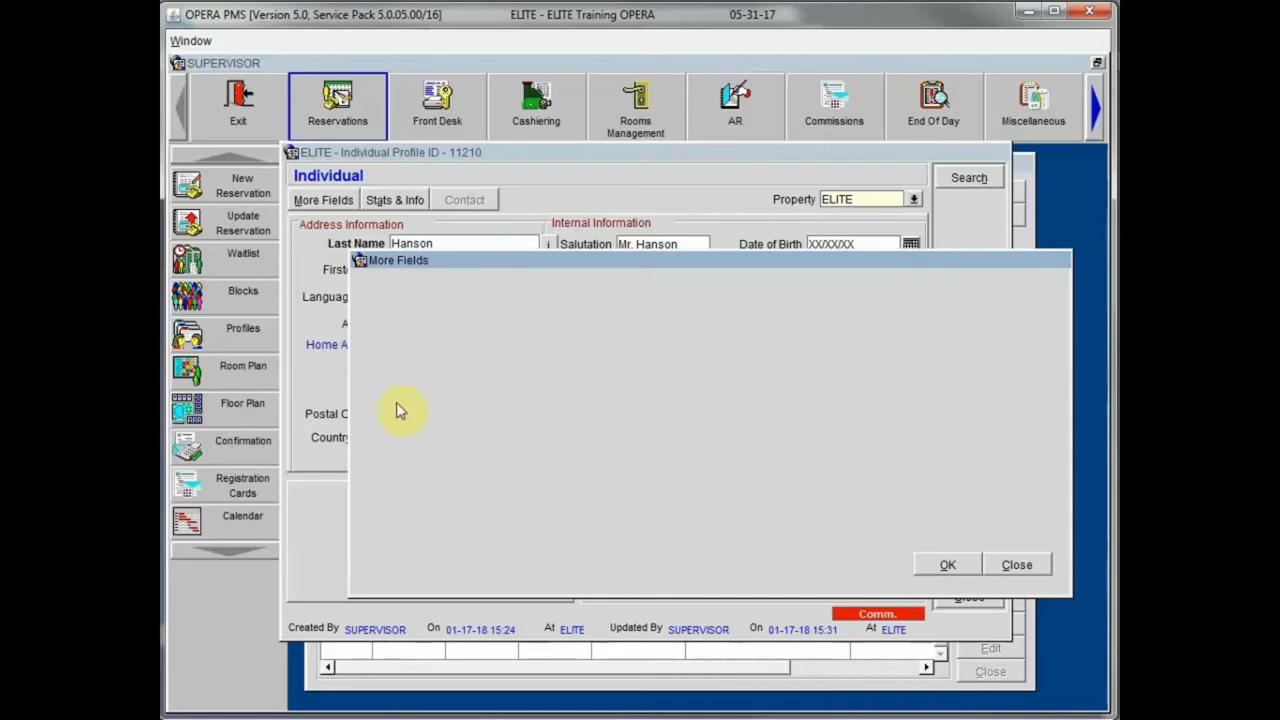 OPERA PMS [Version 5.0, Service Pack 5.0.05.00/16] ELITE - ELITE Training OPERA 05-31-17
Window
SUPERVISOR
Exit
Reservations
Front Desk
Cashiering
Rooms
Management
AR
Commissions
End Of Day
Miscellaneous
New
Reservation
Update
Reservation
Waitlist
Blocks
Profiles
Room Plan
Floor Plan
Confirmation
Registration
Cards
Calendar
ELITE - Individual Profile ID - 11210
Individual
Search
More Fields Stats & Info Contact
Property ELITE
Address Information Internal Information
Last Name Hanson i Salutation Mr. Hanson Date of Birth XX/XX/XX
First
Languag
A
Home A
Postal C
Country
More Fields
OK Close
Comm.
Created By SUPERVISOR On 01-17-18 15:24 At ELITE Updated By SUPERVISOR On 01-17-18 15:31 At ELITE
Edit
Close